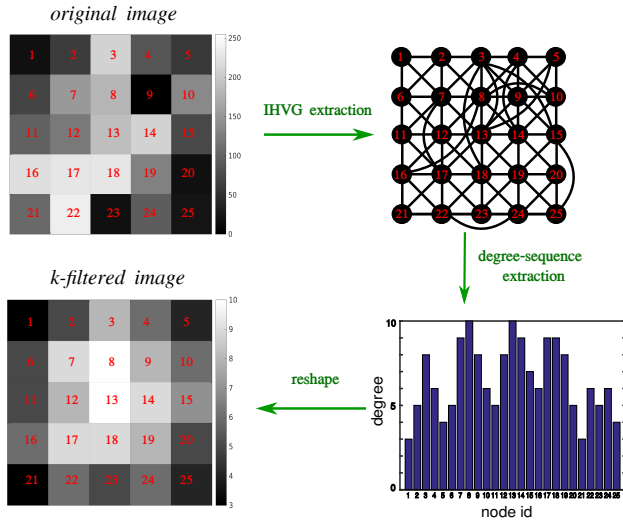 original image
1 2 3 4 5
6 7 8 9 10
11 12 13 14 15
16 17 18 19 20
21 22 23 24 25
250
200
150
100
50
0
IHVG extraction
1 2 3 4 5
6 7 8 9 10
11 12 13 14 15
16 17 18 19 20
21 22 23 24 25
degree-sequence
extraction
k-filtered image
1 2 3 4 5
6 7 8 9 10
11 12 13 14 15
16 17 18 19 20
21 22 23 24 25
10
9
8
7
6
5
4
3
reshape
degree
10
5
0
1 2 3 4 5 6 7 8 9 10 11 12 13 14 15 16 17 18 19 20 21 22 23 24 25
node id